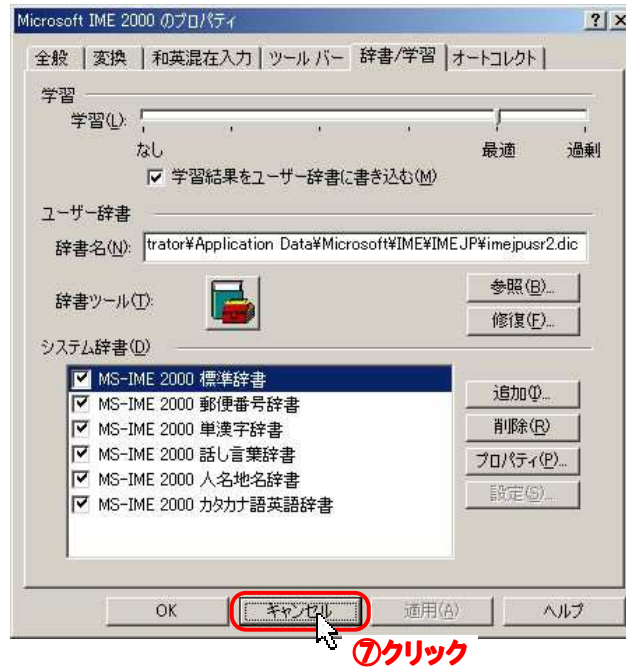 Microsoft IME 2000 のプロパティ
全般 変換 和英混在入力 ツール バー 辞書/学習 オートコレクト
学習
学習(L):
なし 最適 過剰
学習結果をユーザー辞書に書き込む(M)
ユーザー辞書
辞書名(N): trator¥Application Data¥Microsoft¥IME¥IMEJP¥imejpusr2.dic
辞書ツール(T):
参照(B)...
修復(F)...
システム辞書(D)
MS-IME 2000 標準辞書
MS-IME 2000 郵便番号辞書
MS-IME 2000 単漢字辞書
MS-IME 2000 話し言葉辞書
MS-IME 2000 人名地名辞書
MS-IME 2000 カタカナ語英語辞書
追加(I)...
削除(R)
プロパティ(P)...
設定(S)...
OK キャンセル 適用(A) ヘルプ
⑦クリック